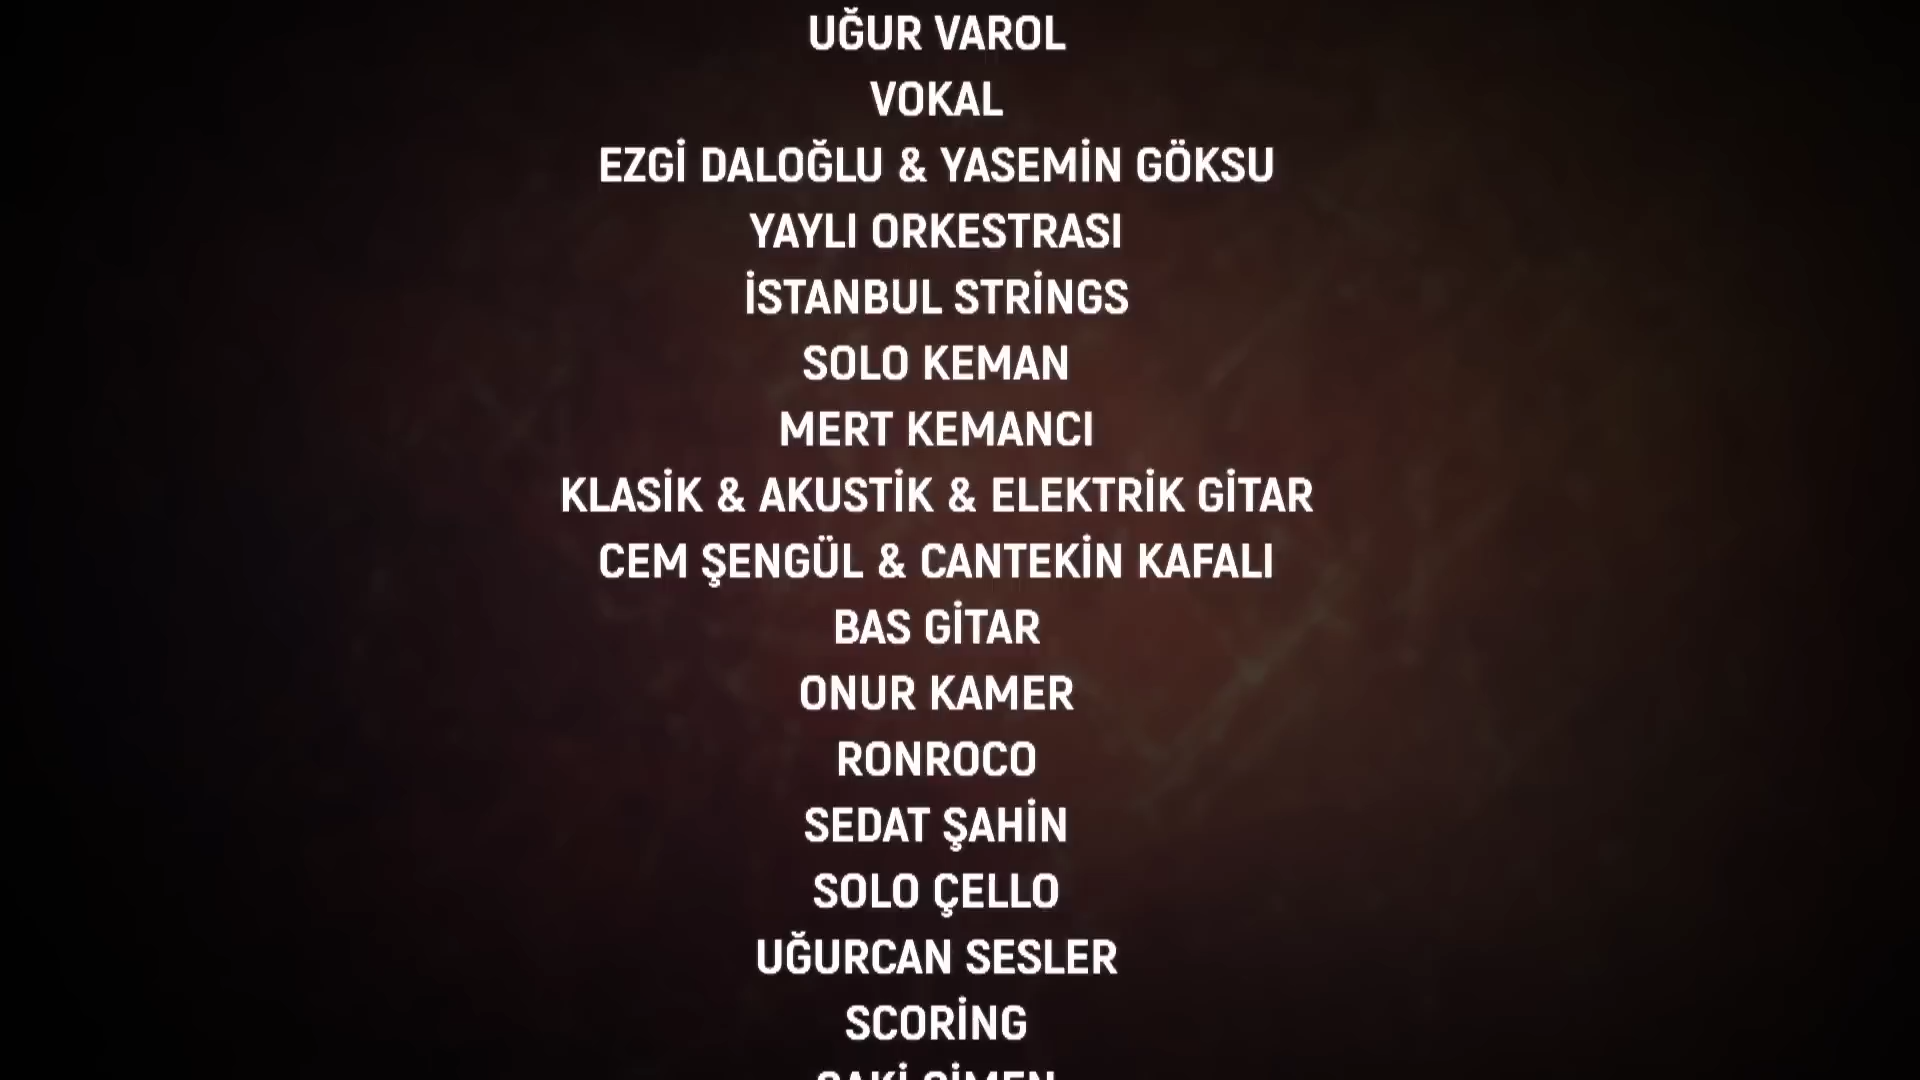 UĞUR VAROL
VOKAL
EZGİ DALOĞLU & YASEMİN GÖKSU
YAYLI ORKESTRASI
İSTANBUL STRİNGS
SOLO KEMAN
MERT KEMANCI
KLASİK & AKUSTİK & ELEKTRİK GİTAR
CEM ŞENGÜL & CANTEKİN KAFALI
BAS GİTAR
ONUR KAMER
RONROCO
SEDAT ŞAHİN
SOLO ÇELLO
UĞURCAN SESLER
SCORİNG